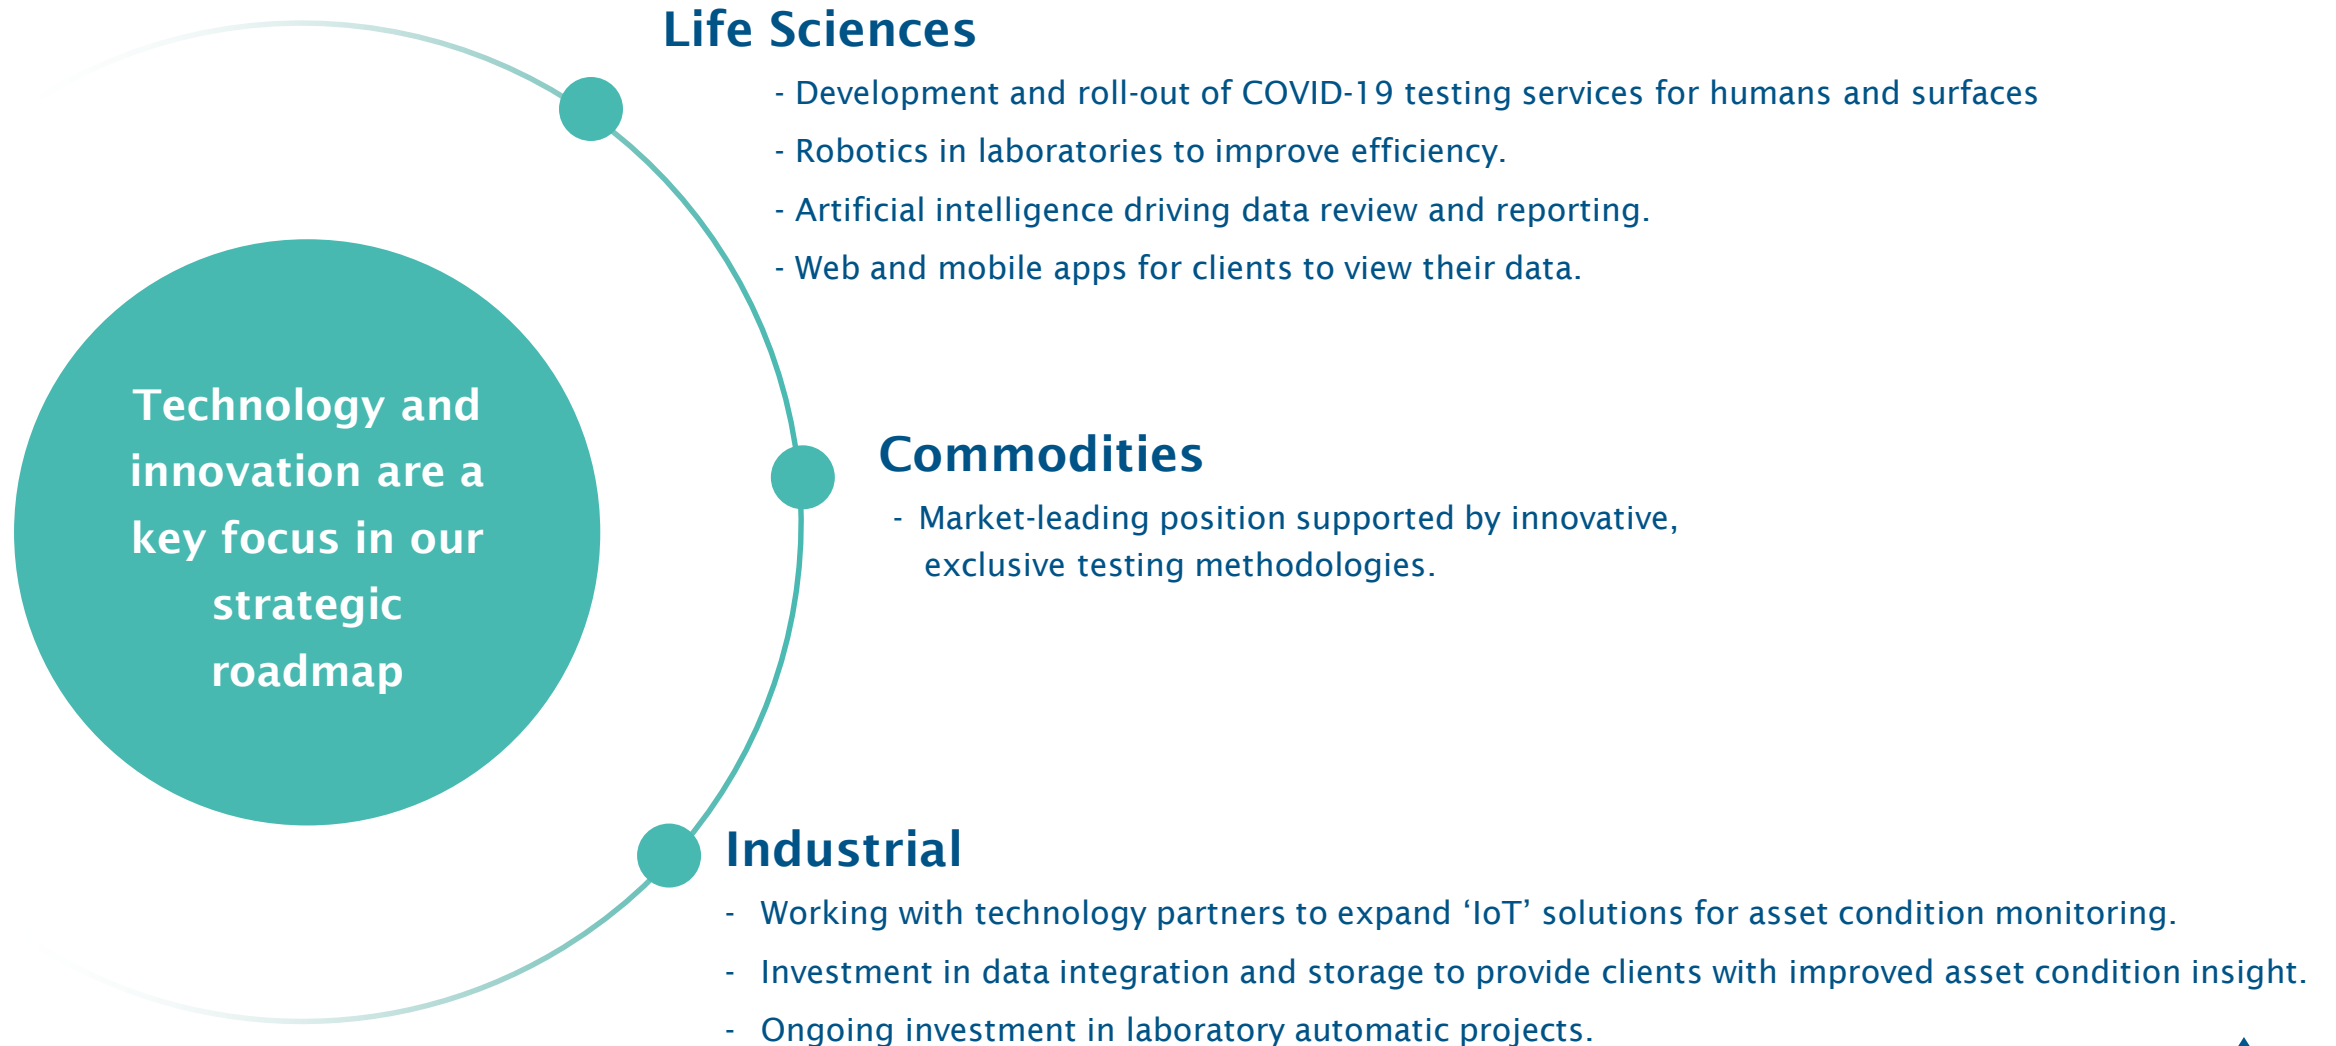 Life Sciences
- Development and roll-out of COVID-19 testing services for humans and surfaces
- Robotics in laboratories to improve efficiency.
- Artificial intelligence driving data review and reporting.
- Web and mobile apps for clients to view their data.
Technology and
innovation are a
key focus in our
strategic
roadmap
Commodities
- Market-leading position supported by innovative,
exclusive testing methodologies.
Industrial
- Working with technology partners to expand ‘IoT’ solutions for asset condition monitoring.
- Investment in data integration and storage to provide clients with improved asset condition insight.
- Ongoing investment in laboratory automatic projects.